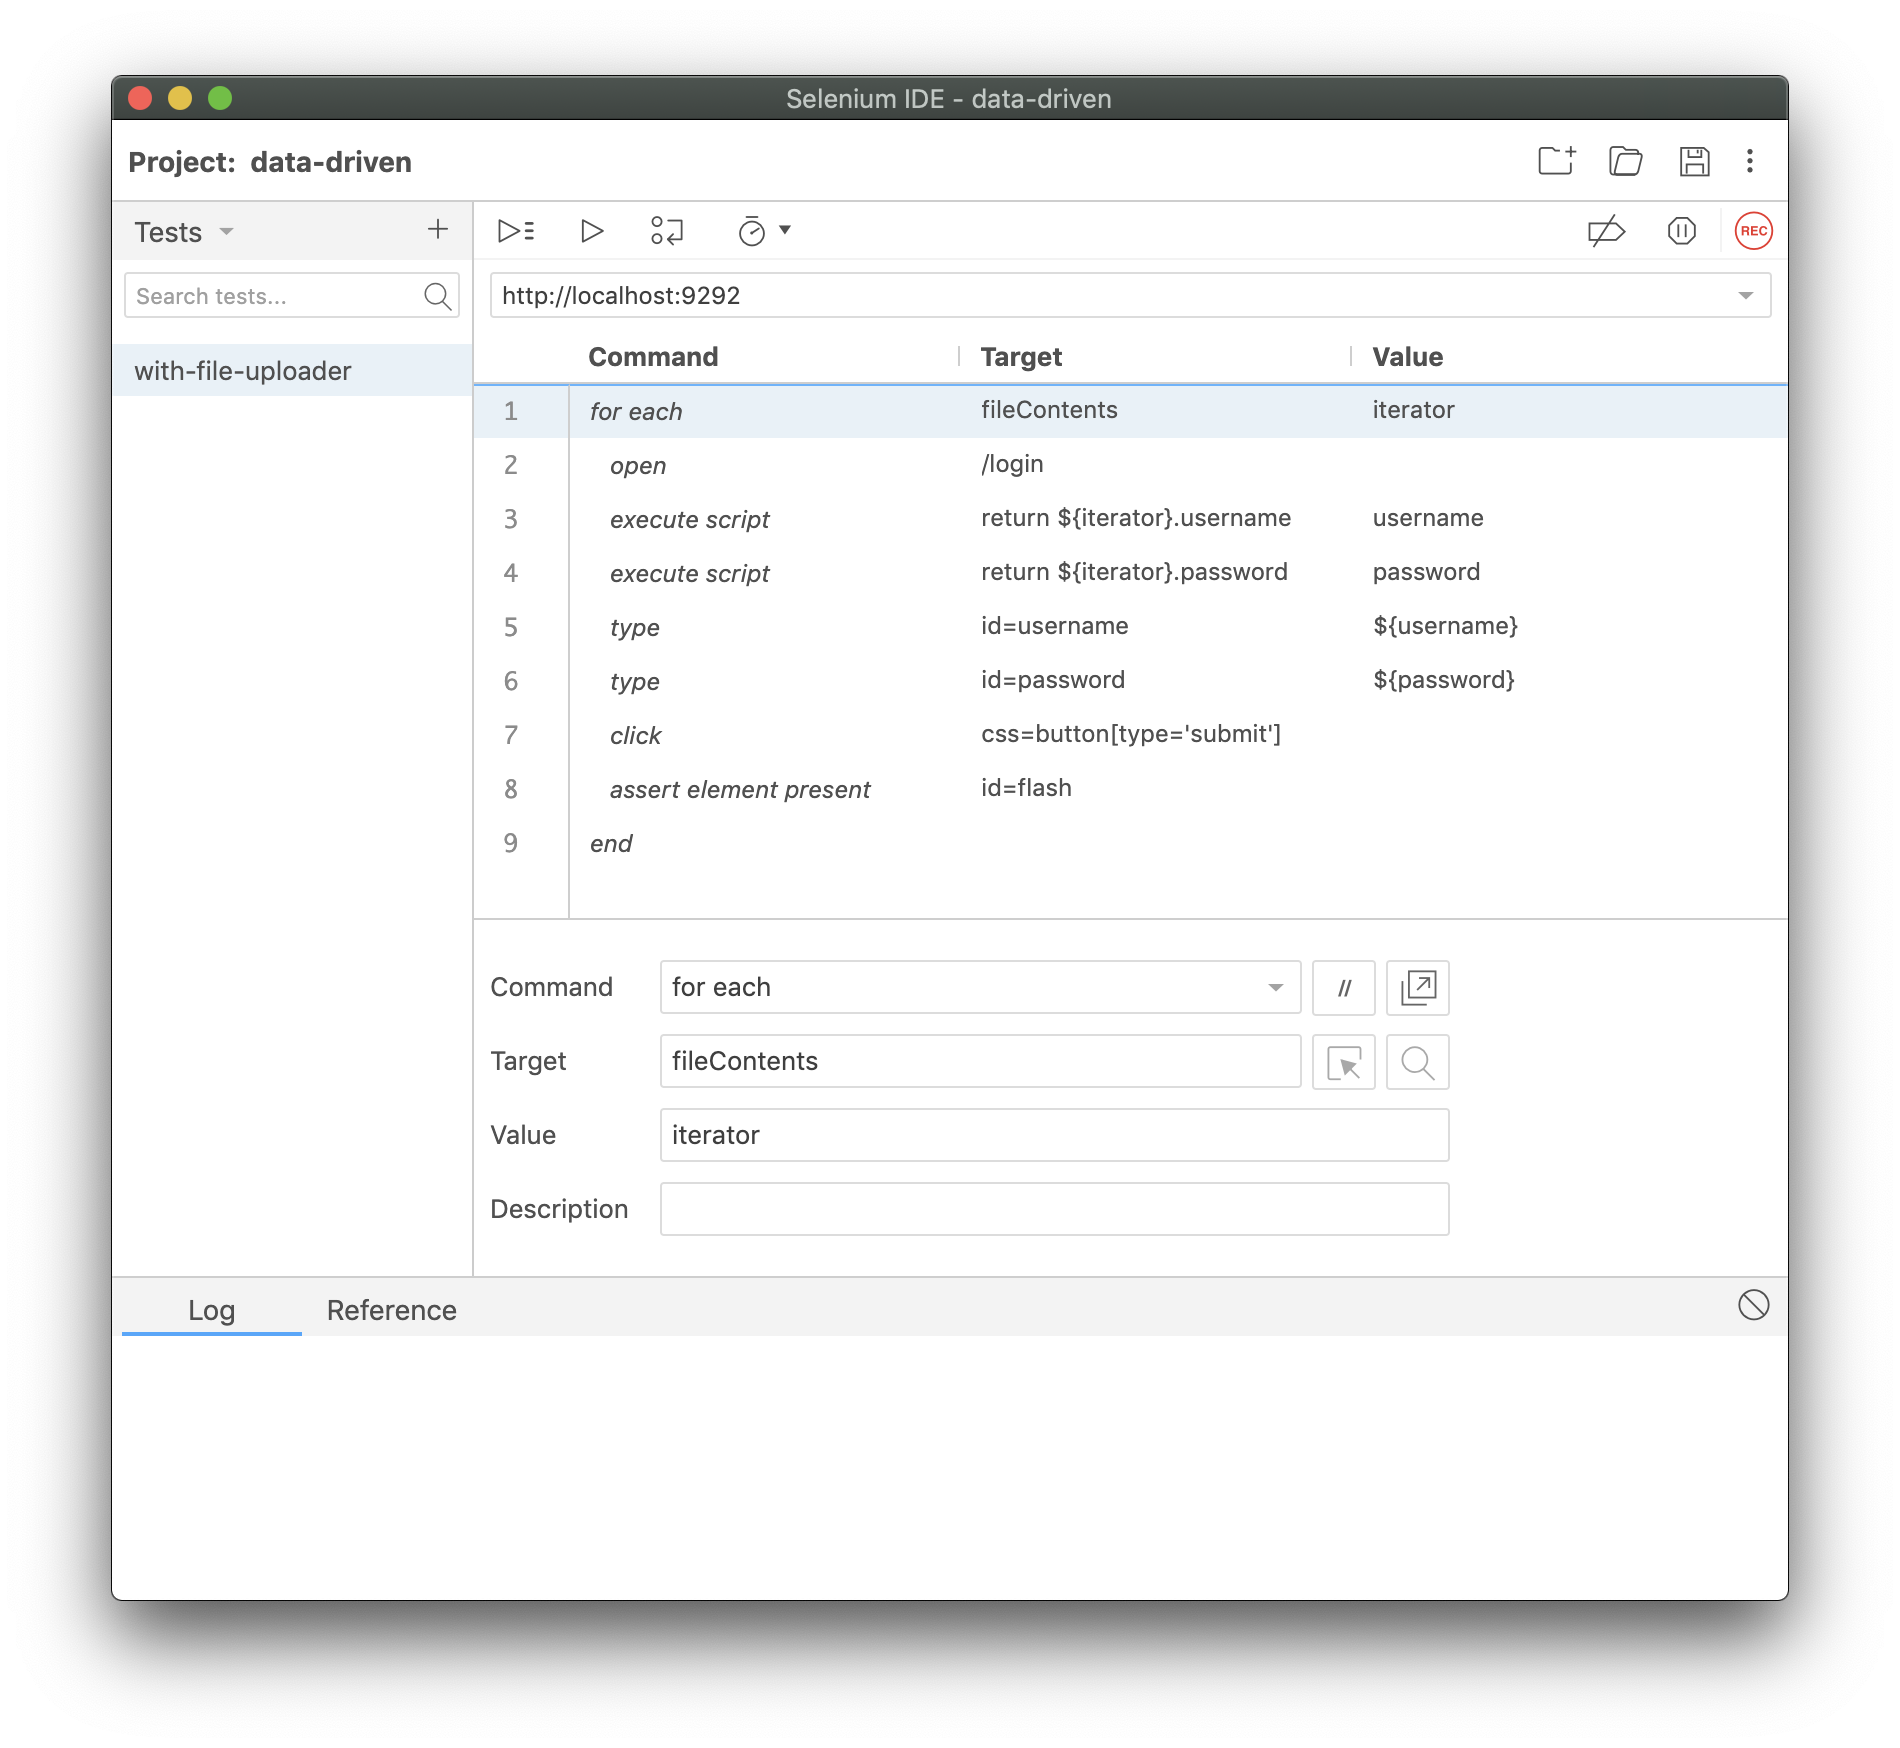 Selenium IDE - data-driven
Project: data-driven
Tests
REC
Search tests...
http://localhost:9292
with-file-uploader
Command Target Value
1 for each fileContents iterator
2 open /login
3 execute script return ${iterator}.username username
4 execute script return ${iterator}.password password
5 type id=username ${username}
6 type id=password ${password}
7 click css=button[type='submit']
8 assert element present id=flash
9 end
Command for each //
Target fileContents
Value iterator
Description
Log Reference